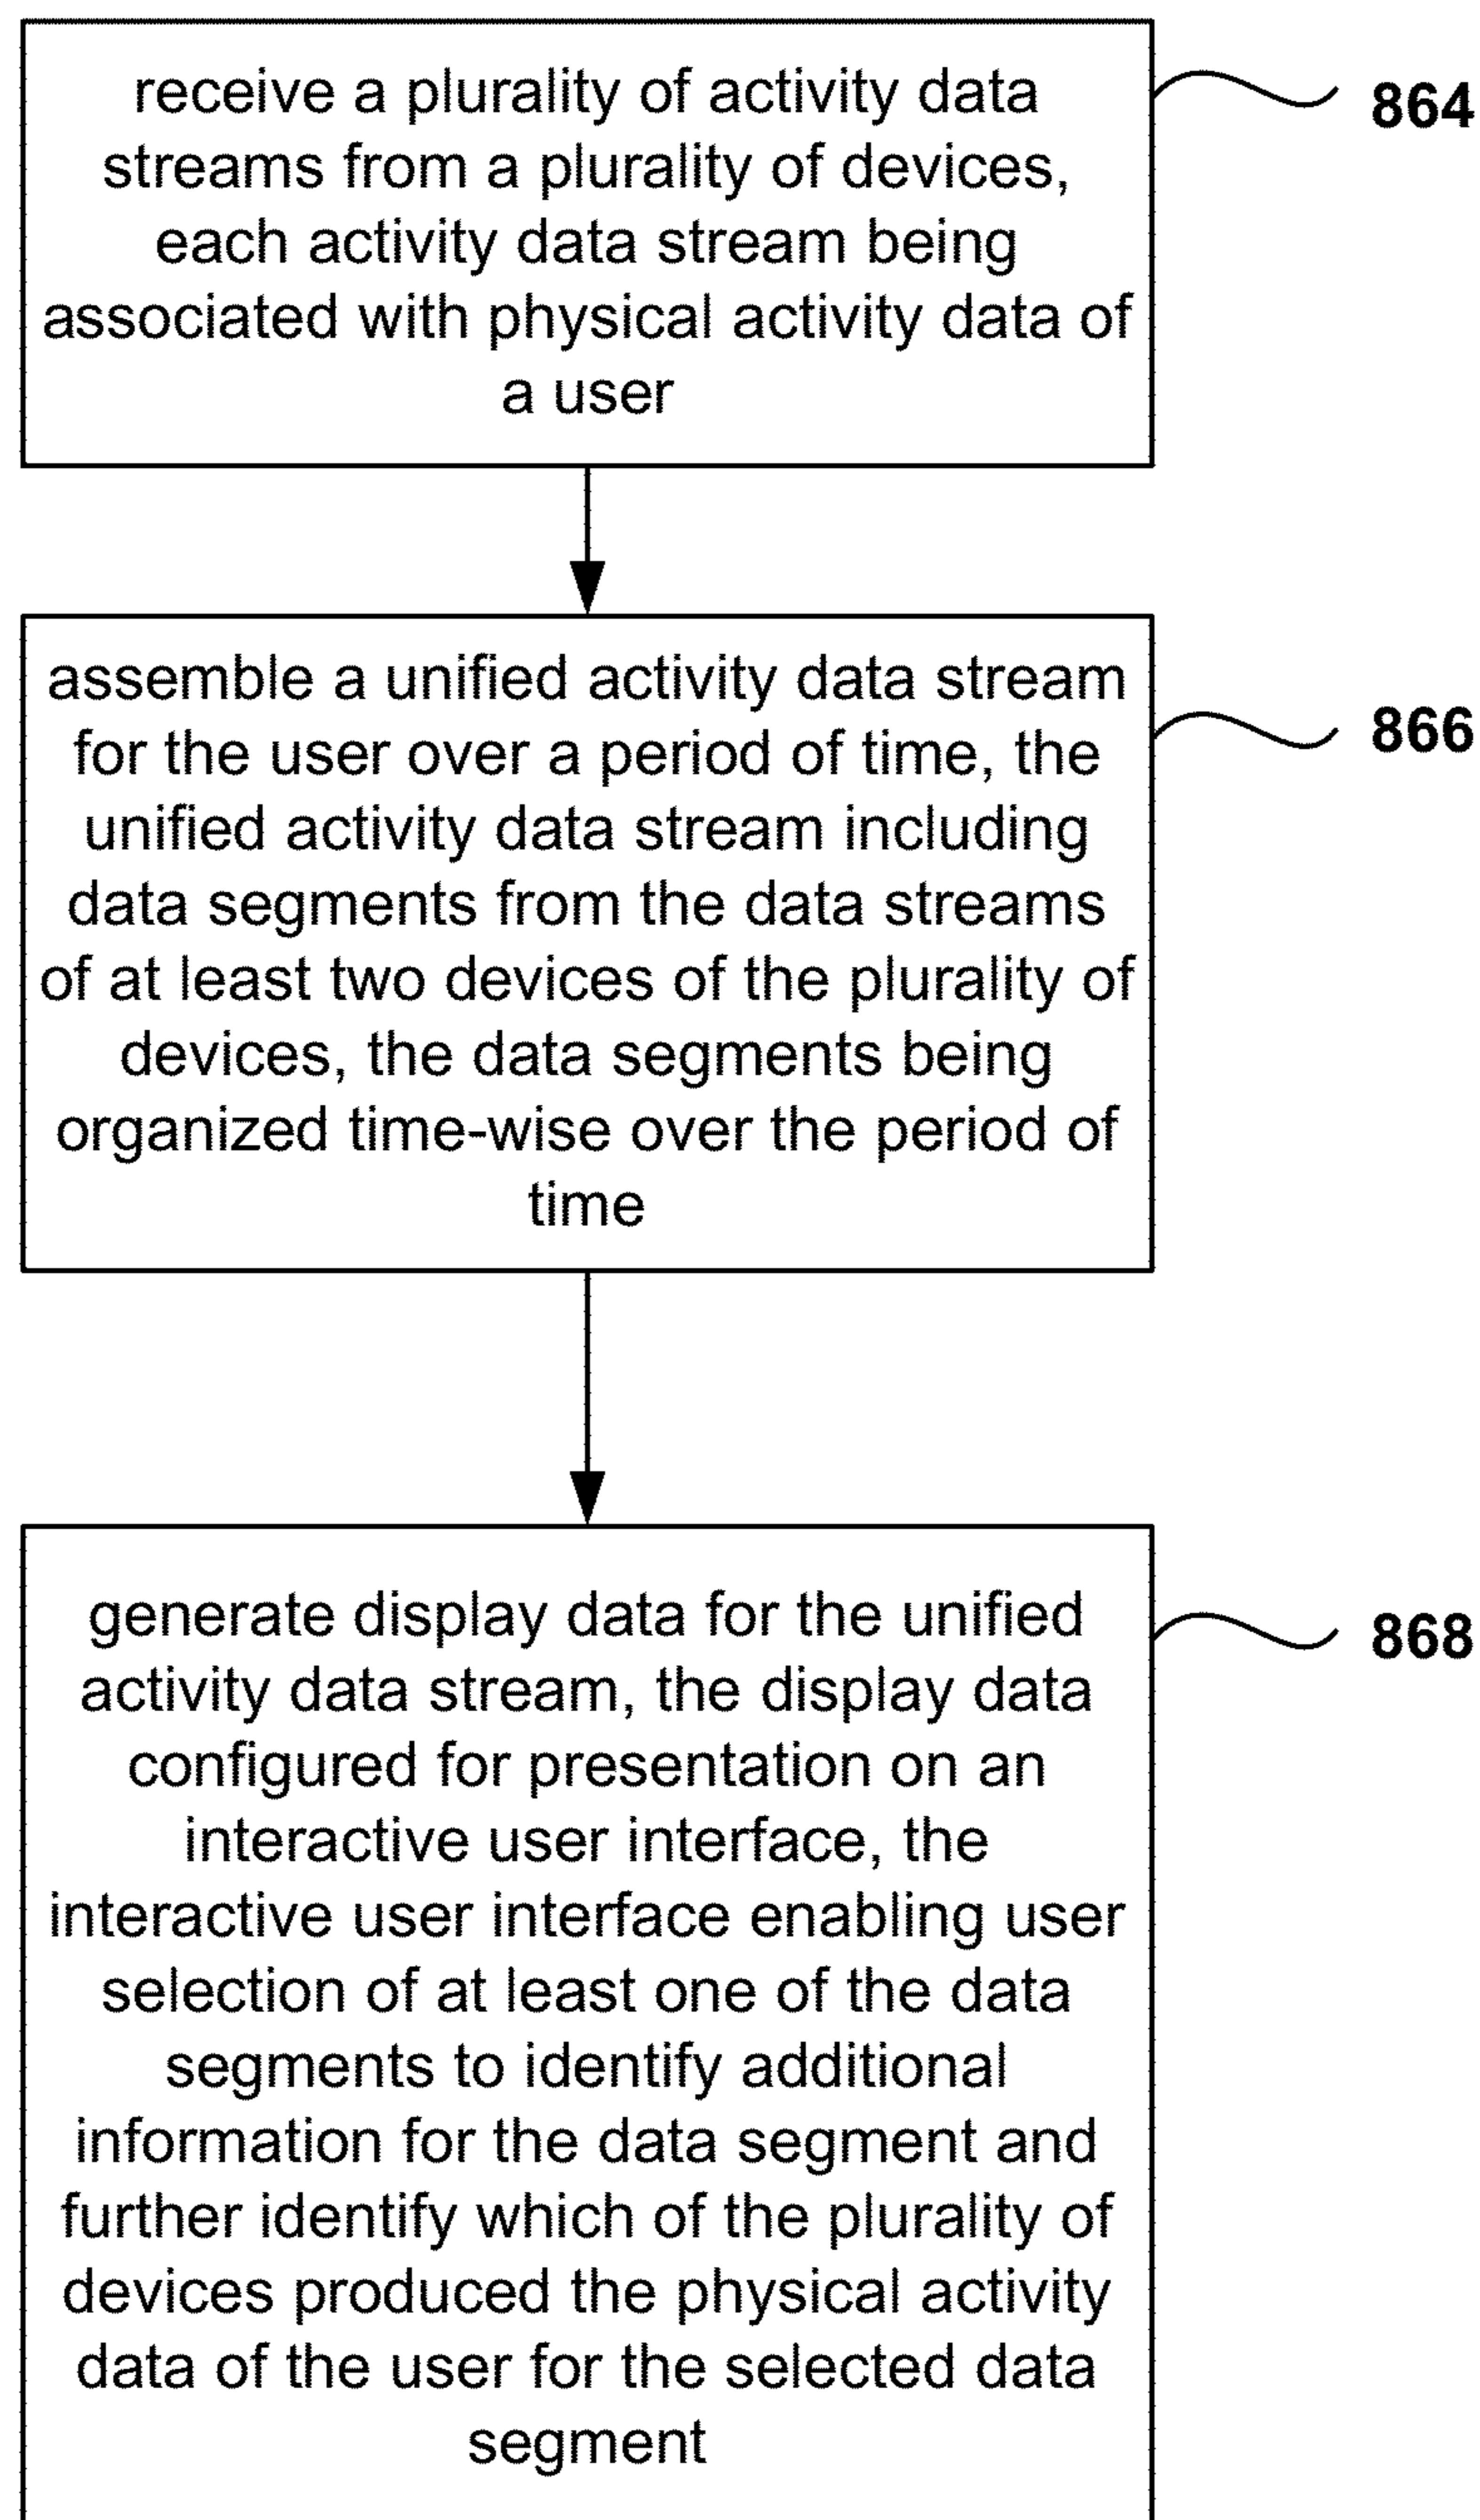 receive a plurality of activity data
streams from a plurality of devices,
each activity data stream being
associated with physical activity data of
a user
864
assemble a unified activity data stream
for the user over a period of time, the
unified activity data stream including
data segments from the data streams
of at least two devices of the plurality of
devices, the data segments being
organized time-wise over the period of
time
866
generate display data for the unified
activity data stream, the display data
configured for presentation on an
interactive user interface, the
interactive user interface enabling user
selection of at least one of the data
segments to identify additional
information for the data segment and
further identify which of the plurality of
devices produced the physical activity
data of the user for the selected data
segment
868